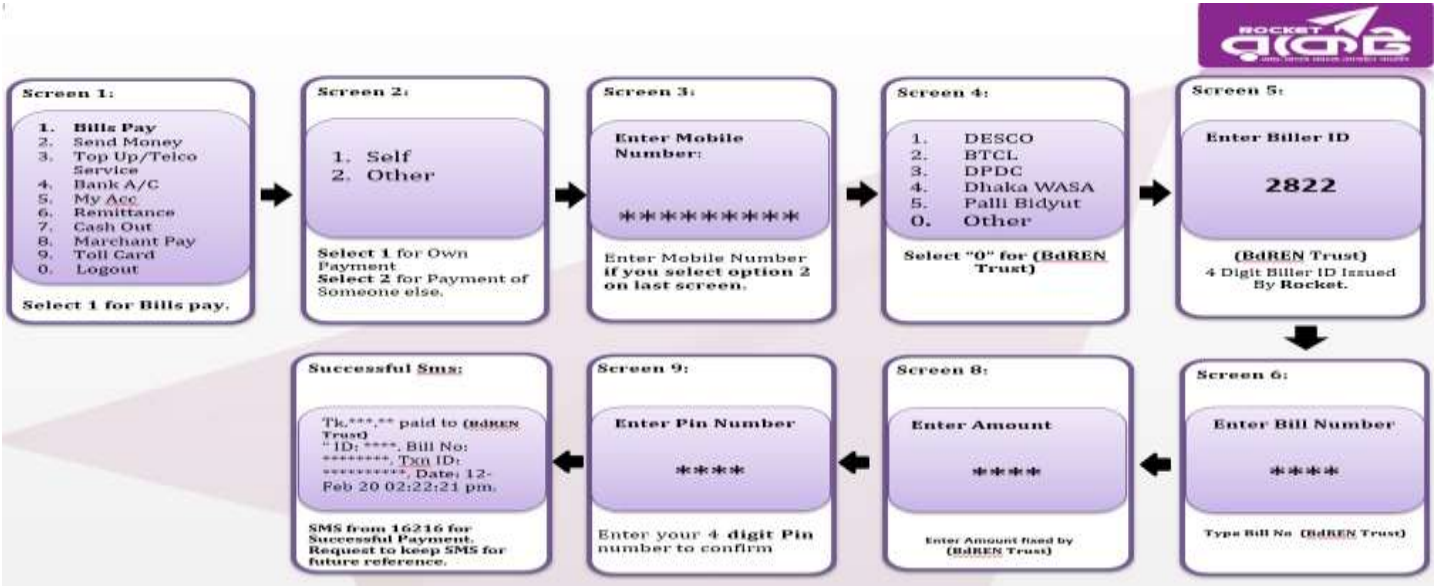 ROCKET
রকেট
Screen 1:
1. Bills Pay
2. Send Money
3. Top Up/Telco
Service
4. Bank A/C
5. My Acc
6. Remittance
7. Cash Out
8. Marchant Pay
9. Toll Card
0. Logout
Select 1 for Bills pay.
Screen 2:
1. Self
2. Other
Select 1 for Own
Payment
Select 2 for Payment of
Someone else.
Screen 3:
Enter Mobile
Number:
*********
Enter Mobile Number
if you select option 2
on last screen.
Screen 4:
1. DESCO
2. BTCL
3. DPDC
4. Dhaka WASA
5. Palli Bidyut
0. Other
Select "0" for (BdREN
Trust)
Screen 5:
Enter Biller ID
2822
(BdREN Trust)
4 Digit Biller ID Issued
By Rocket.
Screen 6:
Enter Bill Number
****
Type Bill No (BdREN Trust)
Screen 8:
Enter Amount
****
Enter Amount fixed by
(BdREN Trust)
Screen 9:
Enter Pin Number
****
Enter your 4 digit Pin
number to confirm
Successful Sms:
Tk.***.** paid to (BdREN
Trust)
" ID: ****. Bill No:
********. Txn ID:
**********, Date: 12-
Feb 20 02:22:21 pm.
SMS from 16216 for
Successful Payment.
Request to keep SMS for
future reference.